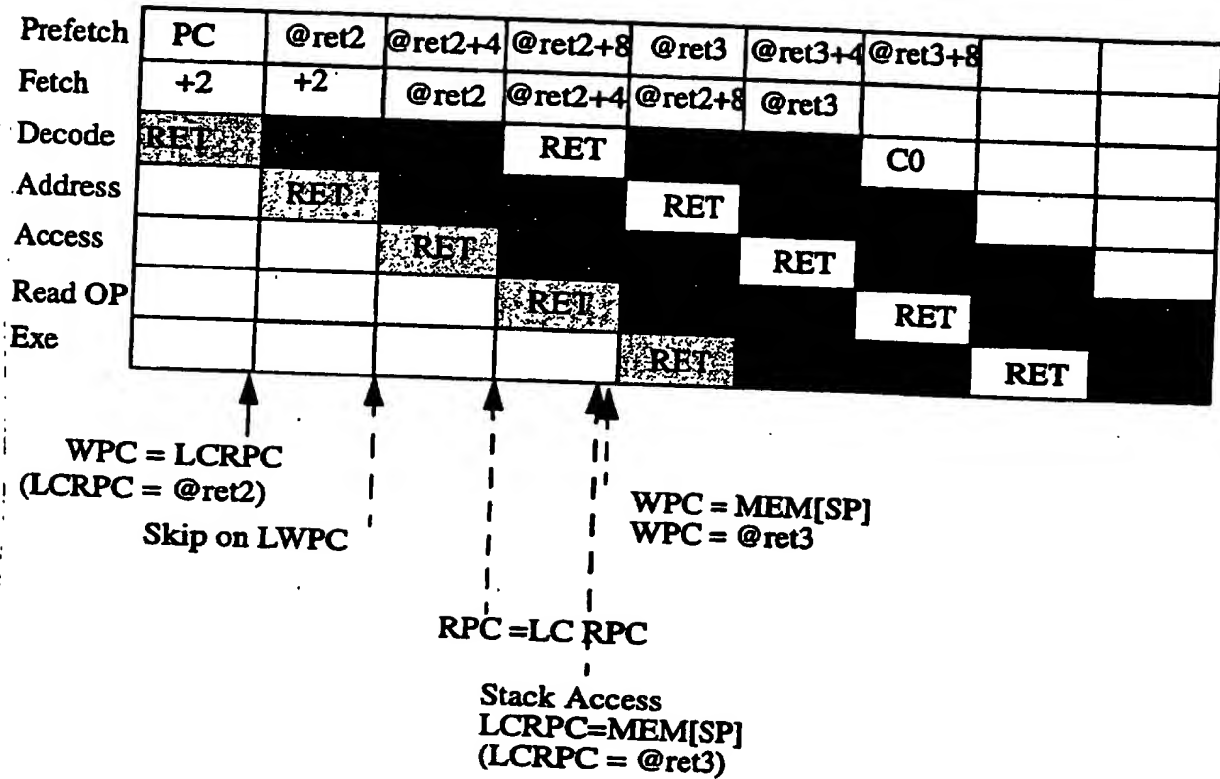 Prefetch PC @ret2 @ret2+4 @ret2+8 @ret3 @ret3+4 @ret3+8
Fetch +2 +2 @ret2 @ret2+4 @ret2+8 @ret3
Decode RET RET C0
Address RET RET
Access RET RET
Read OP RET RET
Exe RET RET
WPC = LCRPC
(LCRPC = @ret2)
Skip on LWPC
WPC = MEM[SP]
WPC = @ret3
RPC =LC RPC
Stack Access
LCRPC=MEM[SP]
(LCRPC = @ret3)